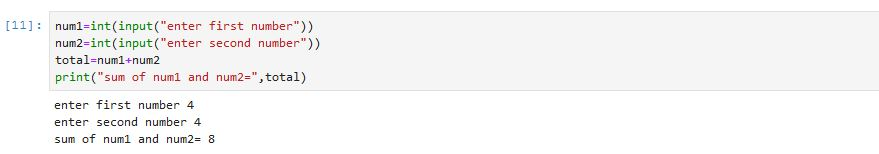 [11]: num1=int(input("enter first number"))
num2=int(input("enter second number"))
total=num1+num2
print("sum of num1 and num2=",total)
enter first number 4
enter second number 4
sum of num1 and num2= 8